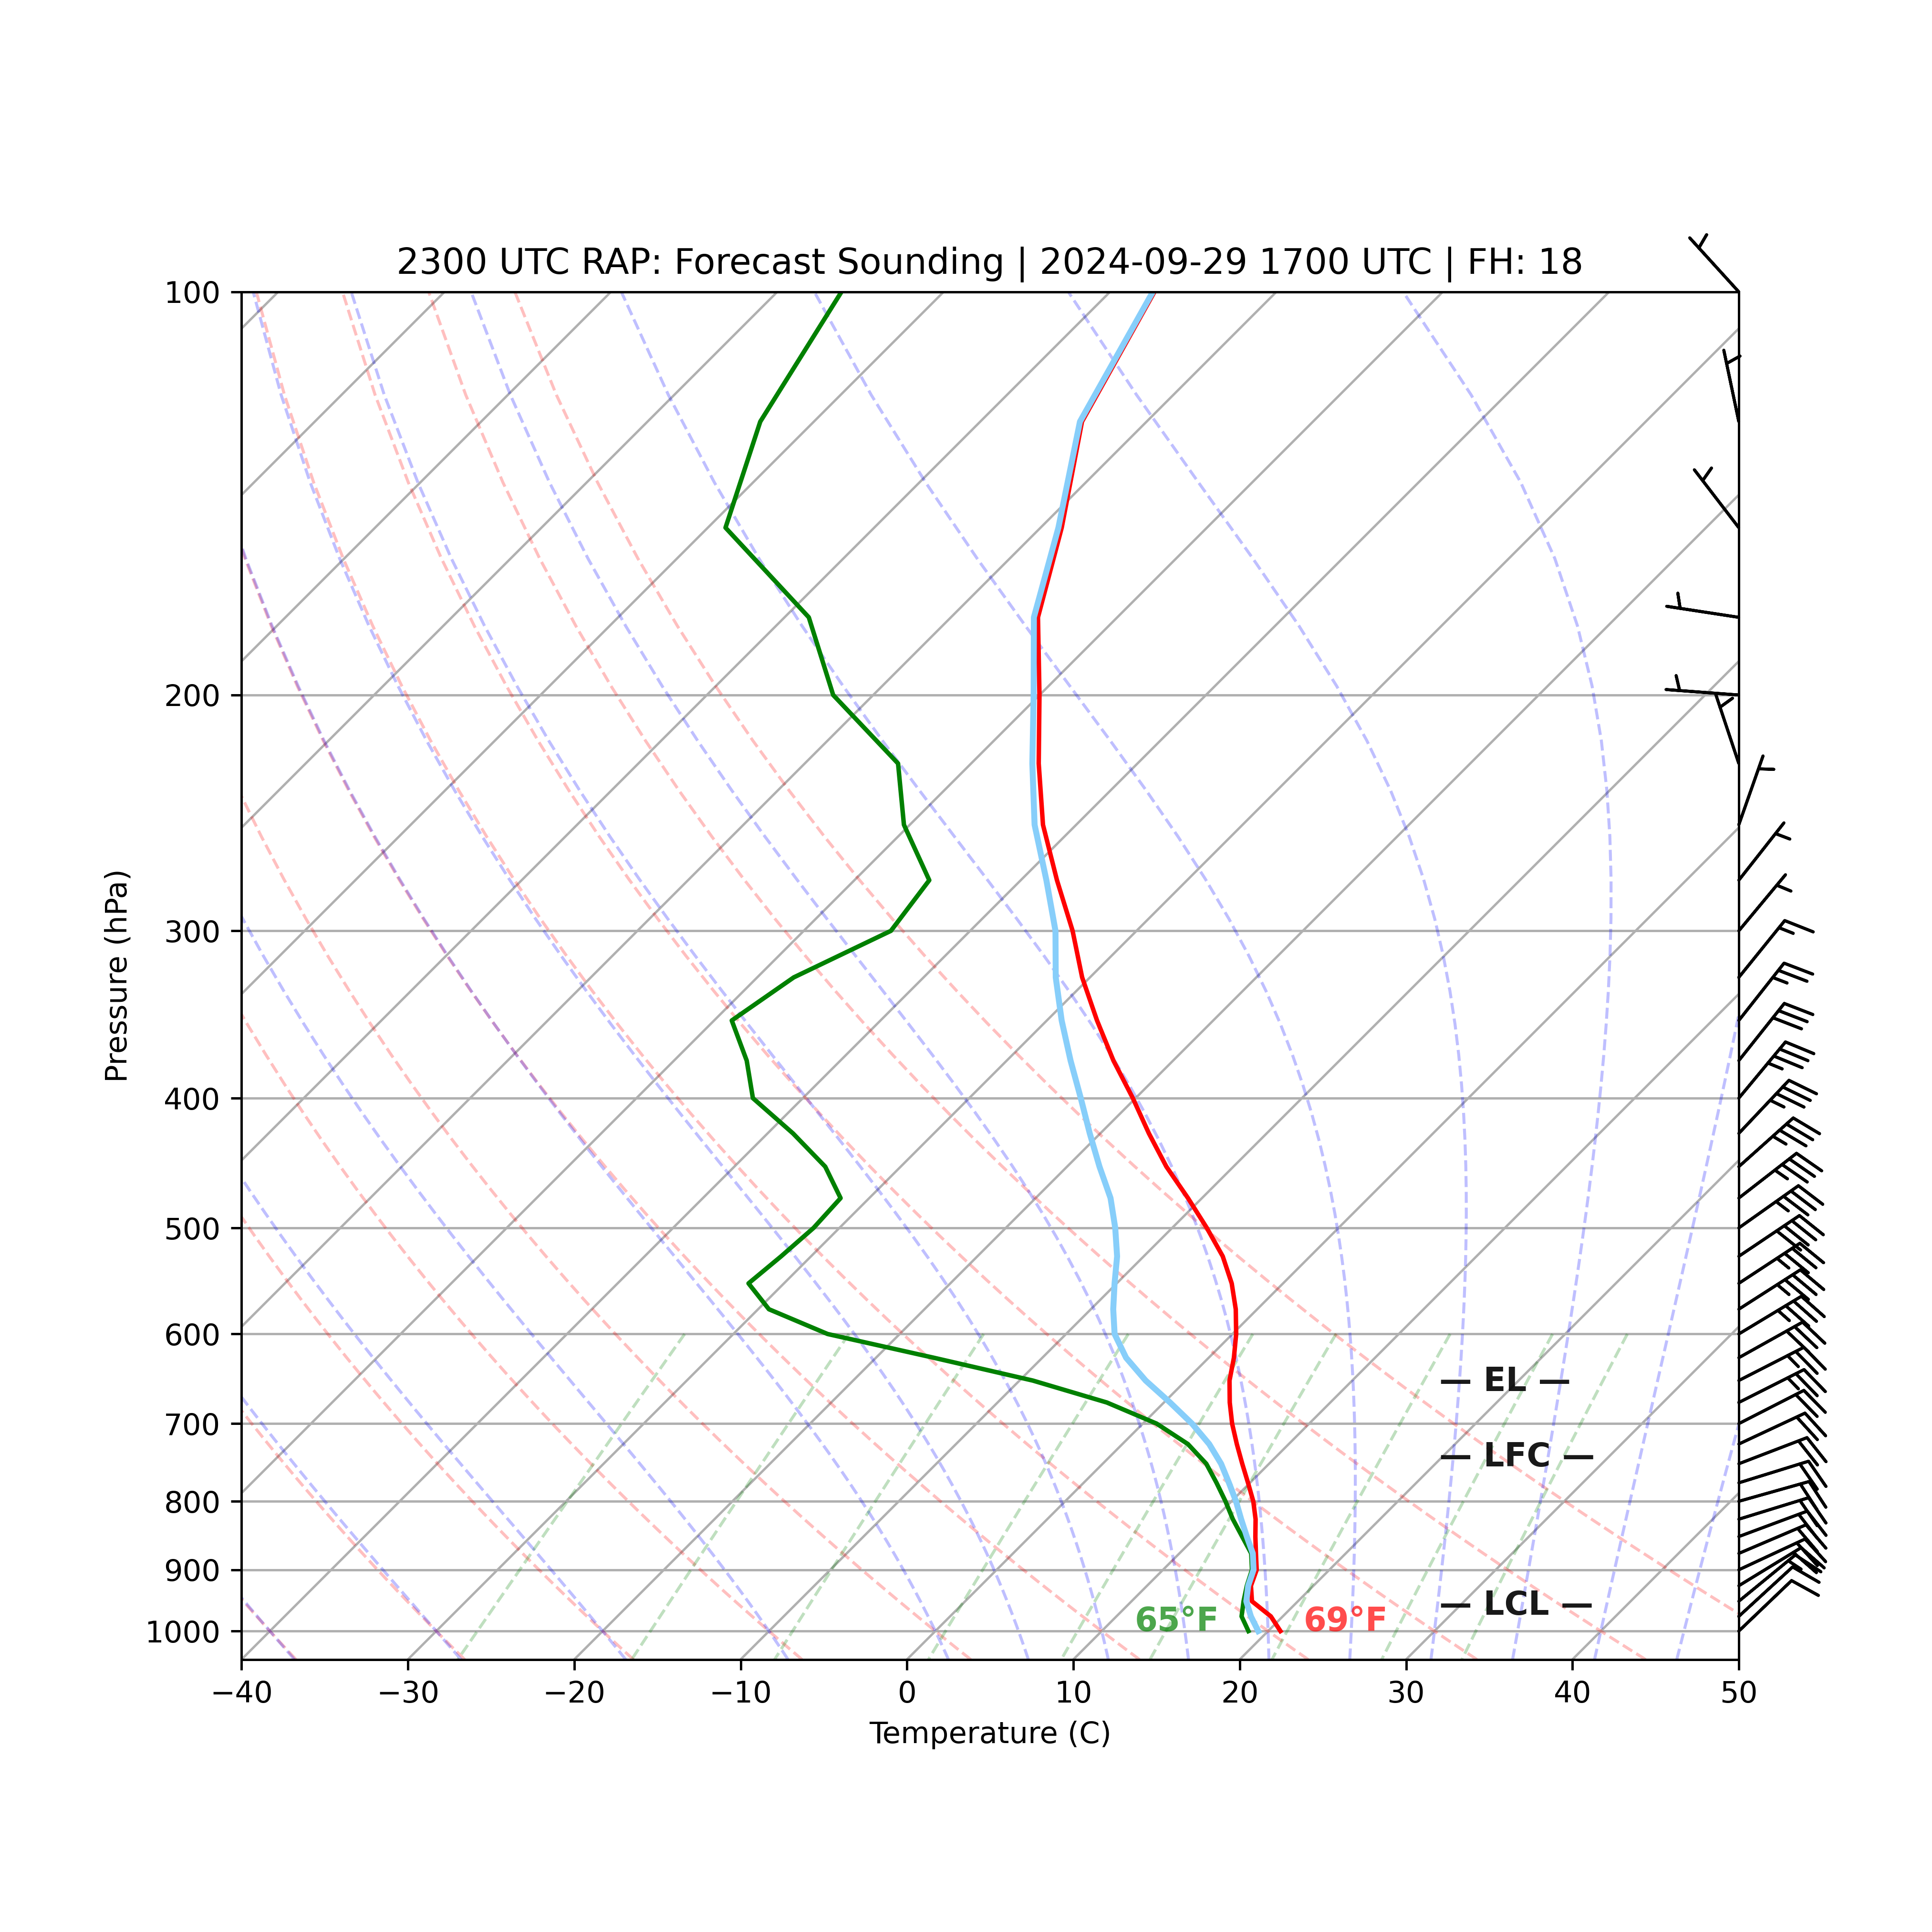 2300 UTC RAP: Forecast Sounding | 2024-09-29 1700 UTC | FH: 18
100
200
300
400
500
600
700
800
900
1000
Pressure (hPa)
— EL —
— LFC —
— LCL —
65°F 69°F
−40 −30 −20 −10 0 10 20 30 40 50
Temperature (C)